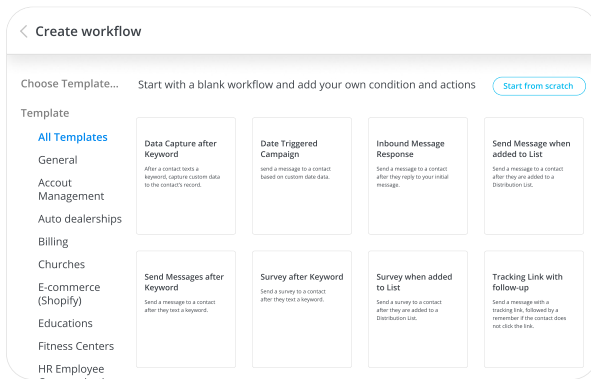 Create workflow
Choose Template...
Start with a blank workflow and add your own condition and actions
Start from scratch
Template
All Templates
General
Accout
Management
Auto dealerships
Billing
Churches
E-commerce
(Shopify)
Educations
Fitness Centers
HR Employee
Data Capture after
Keyword
After a contact texts a
keyword, capture custom data
to the contact's record.
Date Triggered
Campaign
send a message to a contact
based on custom date data.
Inbound Message
Response
Send a message to a contact
after they reply to your initial
message.
Send Message when
added to List
Send a message to a contact
after they are added to a
Distribution List.
Send Messages after
Keyword
Send a message to a contact
after they text a keyword.
Survey after Keyword
Send a survey to a contact
after they text a keyword.
Survey when added
to List
Send a survey to a contact
after they are added to a
Distribution List.
Tracking Link with
follow-up
Send a message with a
tracking link, followed by a
remember if the contact does
not click the link.